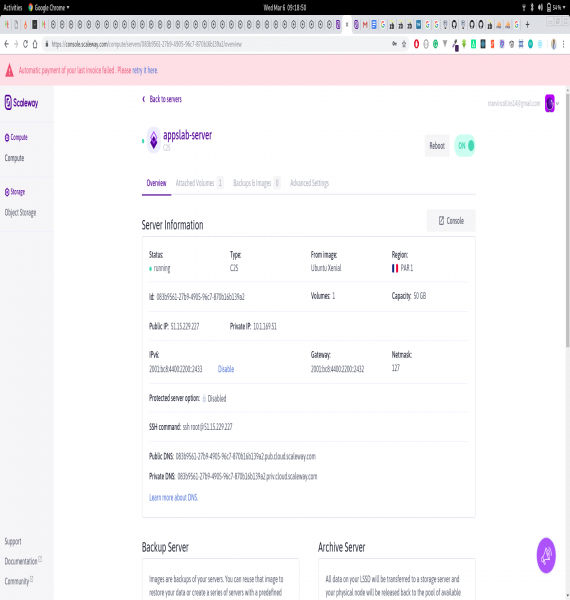 Activities Google Chrome Wed Mar 6 09:18:50 54%
https://console.scaleway.com/compute/servers/083b9561-27b9-4905-96c7-870b16b139a2/overview
Automatic payment of your last invoice failed. Please retry it here.
Scaleway
Back to servers
appslab-server
C2S
Reboot
ON
Compute
Compute
Storage
Object Storage
Overview Attached Volumes 1 Backups & Images 0 Advanced Settings
Server Information
Console
Status: Type: From image: Region:
running C2S Ubuntu Xenial PAR 1
Id: 083b9561-27b9-4905-96c7-870b16b139a2 Volumes: 1 Capacity: 50 GB
Public IP: 51.15.229.227 Private IP: 10.1.169.51
IPv6: Gateway: Netmask:
2001:bc8:4400:2200::2433 Disable 2001:bc8:4400:2200::2432 127
Protected server option: Disabled
SSH command: ssh root@51.15.229.227
Public DNS: 083b9561-27b9-4905-96c7-870b16b139a2.pub.cloud.scaleway.com
Private DNS: 083b9561-27b9-4905-96c7-870b16b139a2.priv.cloud.scaleway.com
Learn more about DNS.
Support
Documentation
Community
Backup Server Archive Server
Images are backups of your servers. You can reuse that image to
restore your data or create a series of servers with a predefined
All data on your LSSD will be transferred to a storage server and
your physical node will be released back to the pool of available